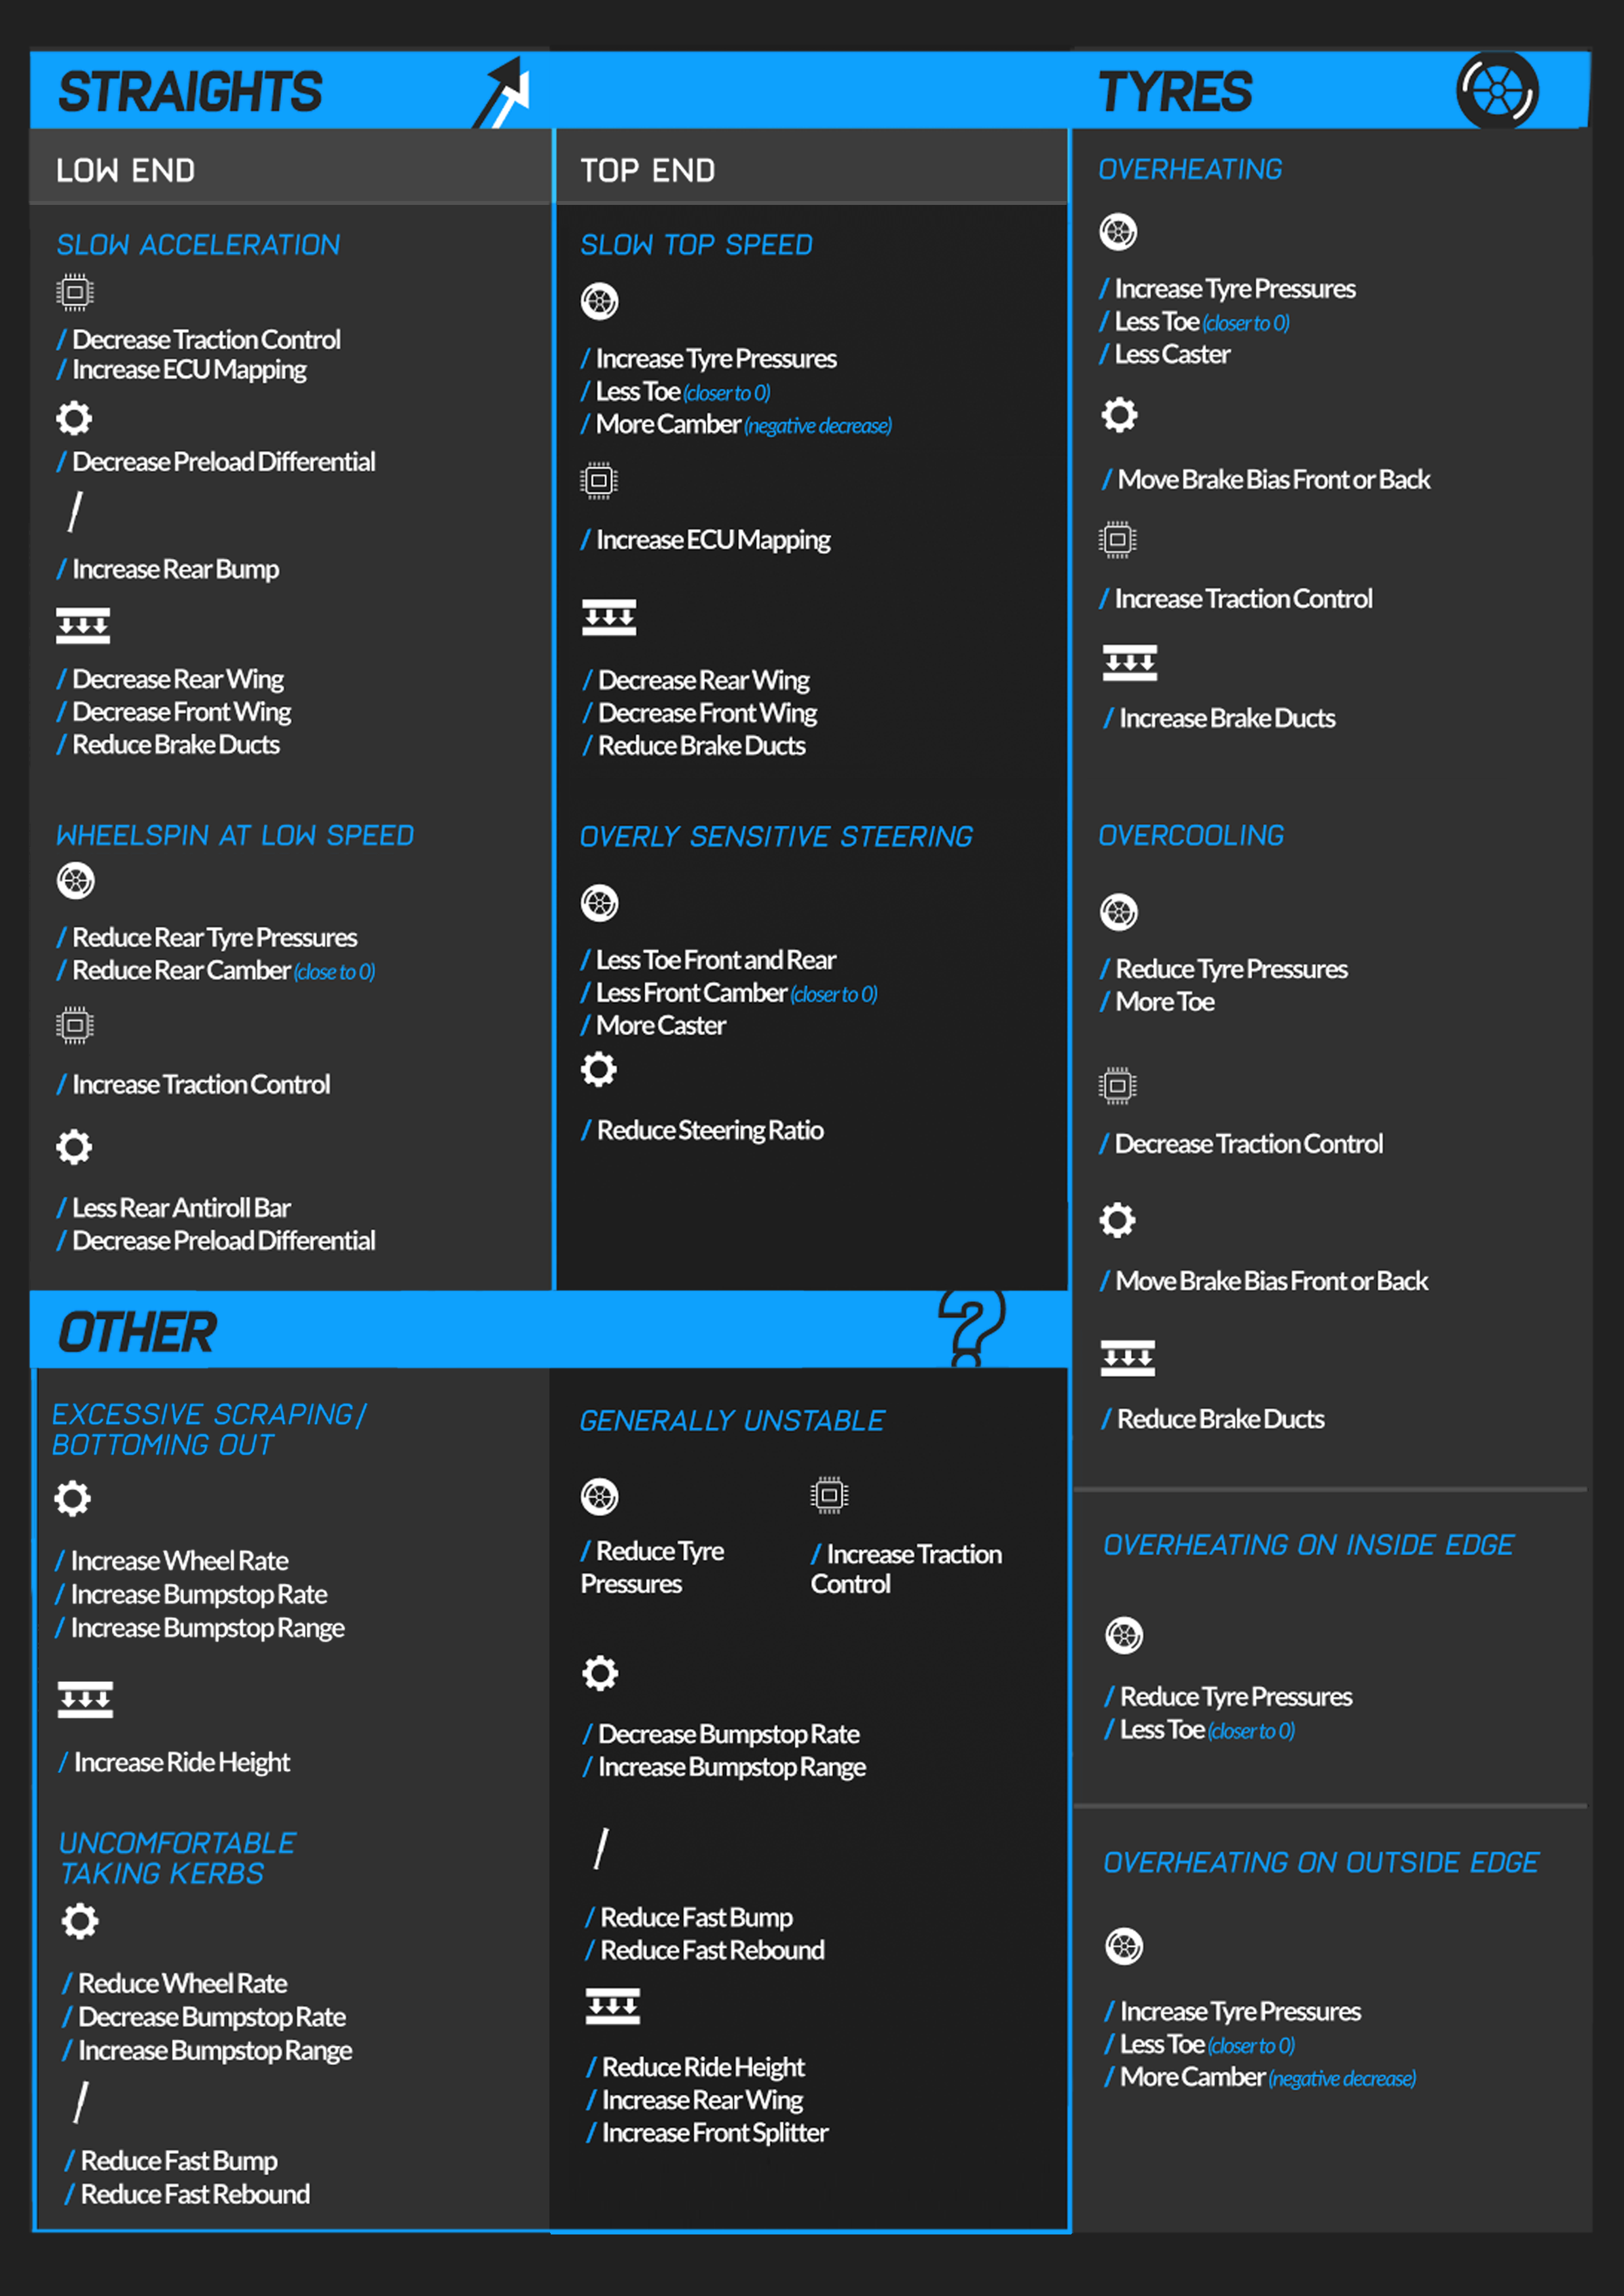 STRAIGHTS
LOW END
SLOW ACCELERATION
/ Decrease Traction Control
/ Increase ECU Mapping
/ Decrease Preload Differential
/ Increase Rear Bump
/ Decrease Rear Wing
/ Decrease Front Wing
/ Reduce Brake Ducts
WHEELSPIN AT LOW SPEED
/ Reduce Rear Tyre Pressures
/ Reduce Rear Camber (close to 0)
/ Increase Traction Control
/ Less Rear Antiroll Bar
/ Decrease Preload Differential
TOP END
SLOW TOP SPEED
/ Increase Tyre Pressures
/ Less Toe (closer to 0)
/ More Camber (negative decrease)
/ Increase ECU Mapping
/ Decrease Rear Wing
/ Decrease Front Wing
/ Reduce Brake Ducts
OVERLY SENSITIVE STEERING
/ Less Toe Front and Rear
/ Less Front Camber (closer to 0)
/ More Caster
/ Reduce Steering Ratio
OTHER
?
EXCESSIVE SCRAPING/
BOTTOMING OUT
/ Increase Wheel Rate
/ Increase Bumpstop Rate
/ Increase Bumpstop Range
/ Increase Ride Height
UNCOMFORTABLE
TAKING KERBS
/ Reduce Wheel Rate
/ Decrease Bumpstop Rate
/ Increase Bumpstop Range
/ Reduce Fast Bump
/ Reduce Fast Rebound
GENERALLY UNSTABLE
/ Reduce Tyre
Pressures
/ Increase Traction
Control
/ Decrease Bumpstop Rate
/ Increase Bumpstop Range
/ Reduce Fast Bump
/ Reduce Fast Rebound
/ Reduce Ride Height
/ Increase Rear Wing
/ Increase Front Splitter
TYRES
OVERHEATING
/ Increase Tyre Pressures
/ Less Toe (closer to 0)
/ Less Caster
/ Move Brake Bias Front or Back
/ Increase Traction Control
/ Increase Brake Ducts
OVERCOOLING
/ Reduce Tyre Pressures
/ More Toe
/ Decrease Traction Control
/ Move Brake Bias Front or Back
/ Reduce Brake Ducts
OVERHEATING ON INSIDE EDGE
/ Reduce Tyre Pressures
/ Less Toe (closer to 0)
OVERHEATING ON OUTSIDE EDGE
/ Increase Tyre Pressures
/ Less Toe (closer to 0)
/ More Camber (negative decrease)